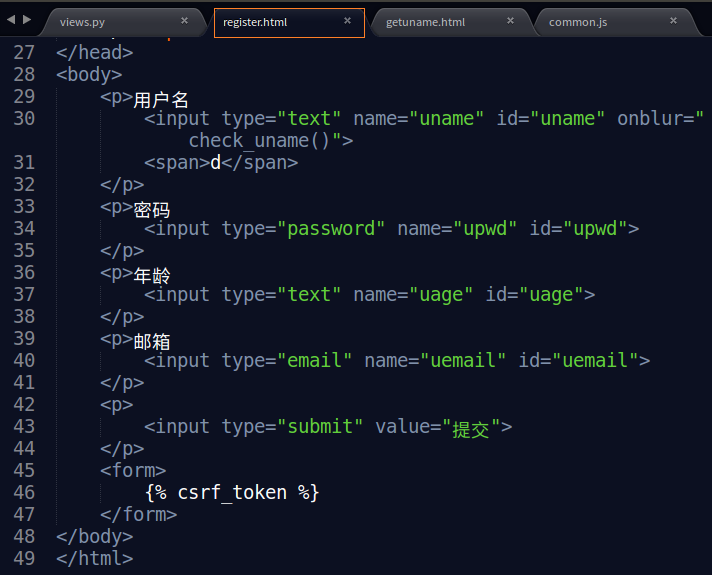 views.py × register.html × getuname.html × common.js ×
27 </head>
28 <body>
29 <p>用户名
30 <input type="text" name="uname" id="uname" onblur="
check_uname()">
31 <span>d</span>
32 </p>
33 <p>密码
34 <input type="password" name="upwd" id="upwd">
35 </p>
36 <p>年龄
37 <input type="text" name="uage" id="uage">
38 </p>
39 <p>邮箱
40 <input type="email" name="uemail" id="uemail">
41 </p>
42 <p>
43 <input type="submit" value="提交">
44 </p>
45 <form>
46 {% csrf_token %}
47 </form>
48 </body>
49 </html>